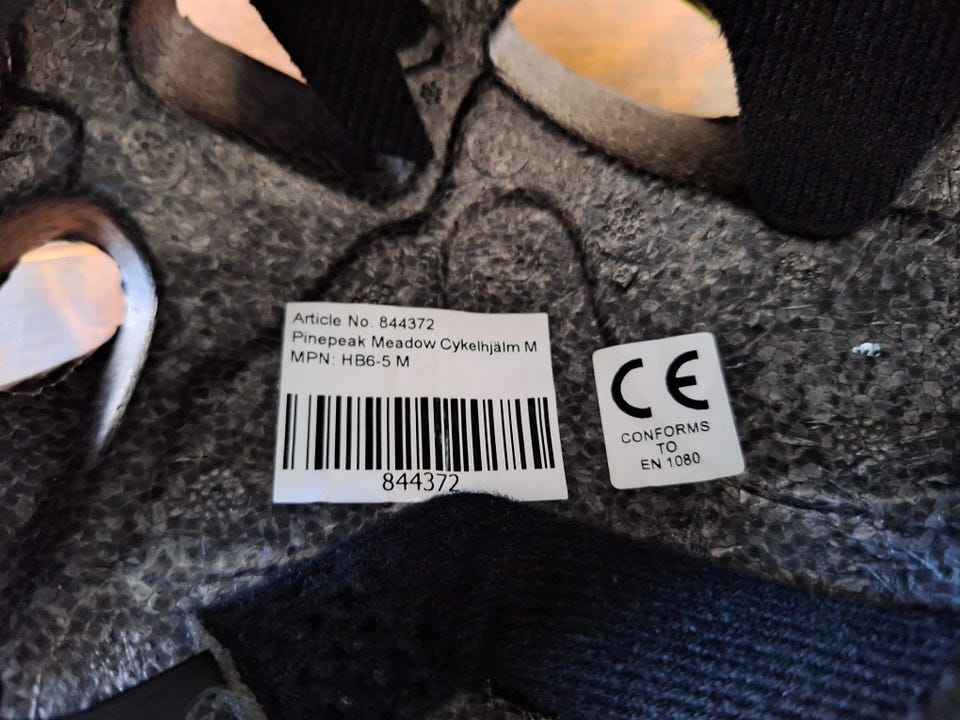 Article No. 844372
Pinepeak Meadow Cykelhjälm M
MPN: HB6-5 M
844372
CE
CONFORMS
TO
EN 1080